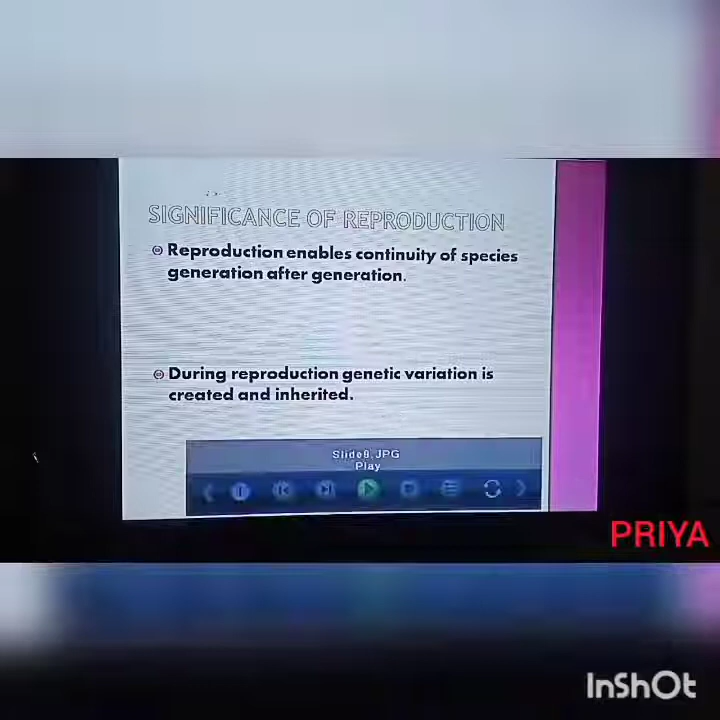 SIGNIFICANCE OF REPRODUCTION
Reproduction enables continuity of species
generation after generation.
During reproduction genetic variation is
created and inherited.
Slide8.JPG
Play
PRIYA
InShOt